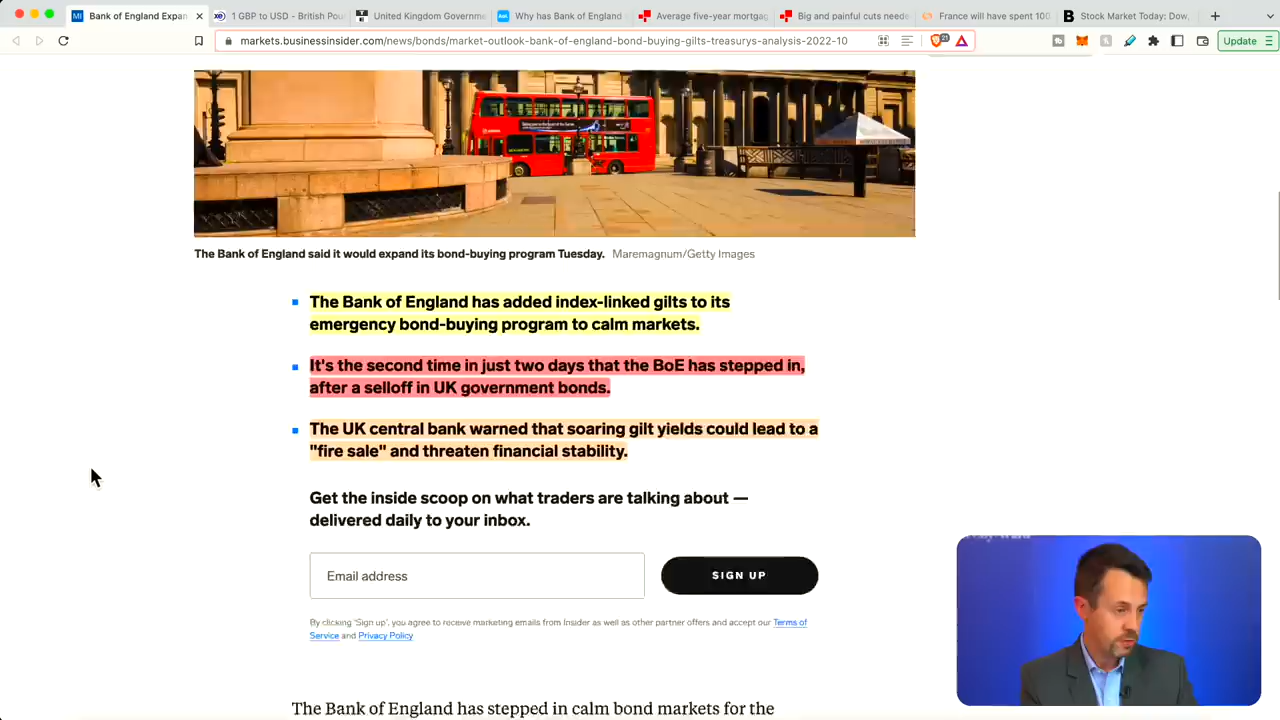 Bank of England Expan
1 GBP to USD - British Pou
United Kingdom Governme
Why has Bank of England
Average five-year mortgag
Big and painful cuts neede
France will have spent 100
Stock Market Today: Dow,
markets.businessinsider.com/news/bonds/market-outlook-bank-of-england-bond-buying-gilts-treasurys-analysis-2022-10
21
Update
The Bank of England said it would expand its bond-buying program Tuesday. Maremagnum/Getty Images
The Bank of England has added index-linked gilts to its
emergency bond-buying program to calm markets.
It's the second time in just two days that the BoE has stepped in,
after a selloff in UK government bonds.
The UK central bank warned that soaring gilt yields could lead to a
"fire sale" and threaten financial stability.
Get the inside scoop on what traders are talking about —
delivered daily to your inbox.
Email address
SIGN UP
By clicking 'Sign up', you agree to receive marketing emails from Insider as well as other partner offers and accept our Terms of
Service and Privacy Policy
The Bank of England has stepped in calm bond markets for the